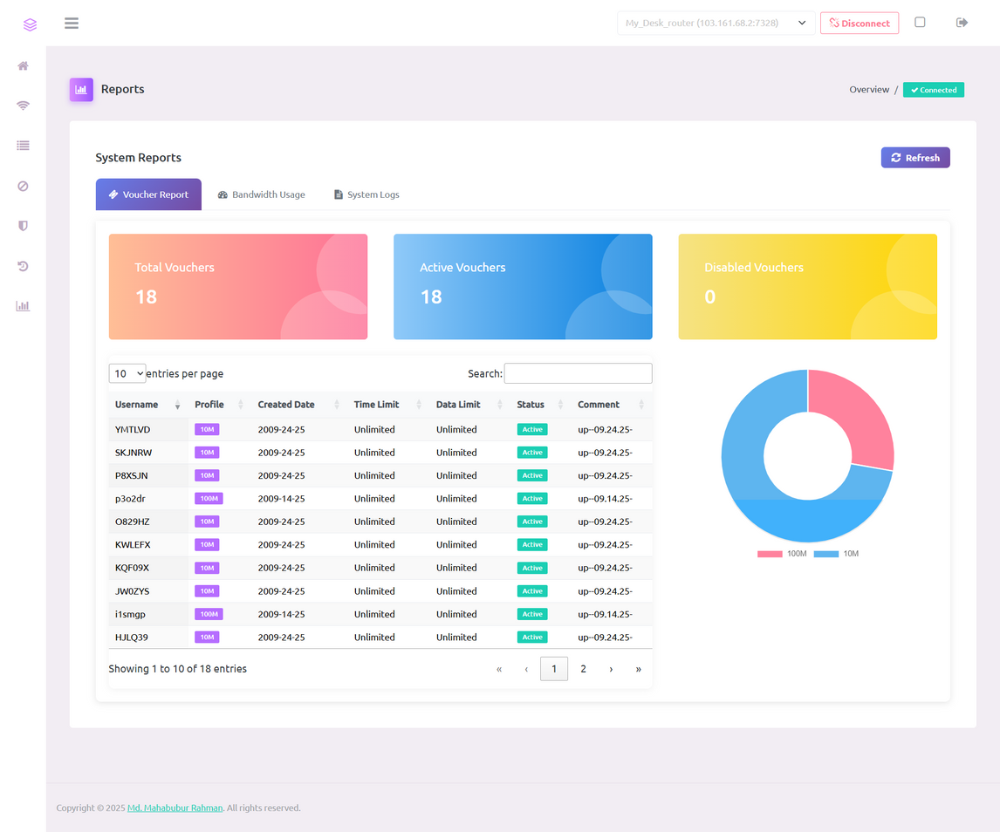 My_Desk_router (103.161.68.2:7328) Disconnect
Reports
Overview / Connected
System Reports
Refresh
Voucher Report Bandwidth Usage System Logs
Total Vouchers
18
Active Vouchers
18
Disabled Vouchers
0
10 entries per page Search:
Username Profile Created Date Time Limit Data Limit Status Comment
YMTLVD 10M 2009-24-25 Unlimited Unlimited Active up--09.24.25-
SKJNRW 10M 2009-24-25 Unlimited Unlimited Active up--09.24.25-
P8XSJN 10M 2009-24-25 Unlimited Unlimited Active up--09.24.25-
p3o2dr 100M 2009-14-25 Unlimited Unlimited Active up--09.14.25-
O829HZ 10M 2009-24-25 Unlimited Unlimited Active up--09.24.25-
KWLEFX 10M 2009-24-25 Unlimited Unlimited Active up--09.24.25-
KQF09X 10M 2009-24-25 Unlimited Unlimited Active up--09.24.25-
JW0ZYS 10M 2009-24-25 Unlimited Unlimited Active up--09.24.25-
i1smgp 100M 2009-14-25 Unlimited Unlimited Active up--09.14.25-
HJLQ39 10M 2009-24-25 Unlimited Unlimited Active up--09.24.25-
Showing 1 to 10 of 18 entries « ‹ 1 2 › »
100M 10M
Copyright © 2025 Md. Mahabubur Rahman. All rights reserved.